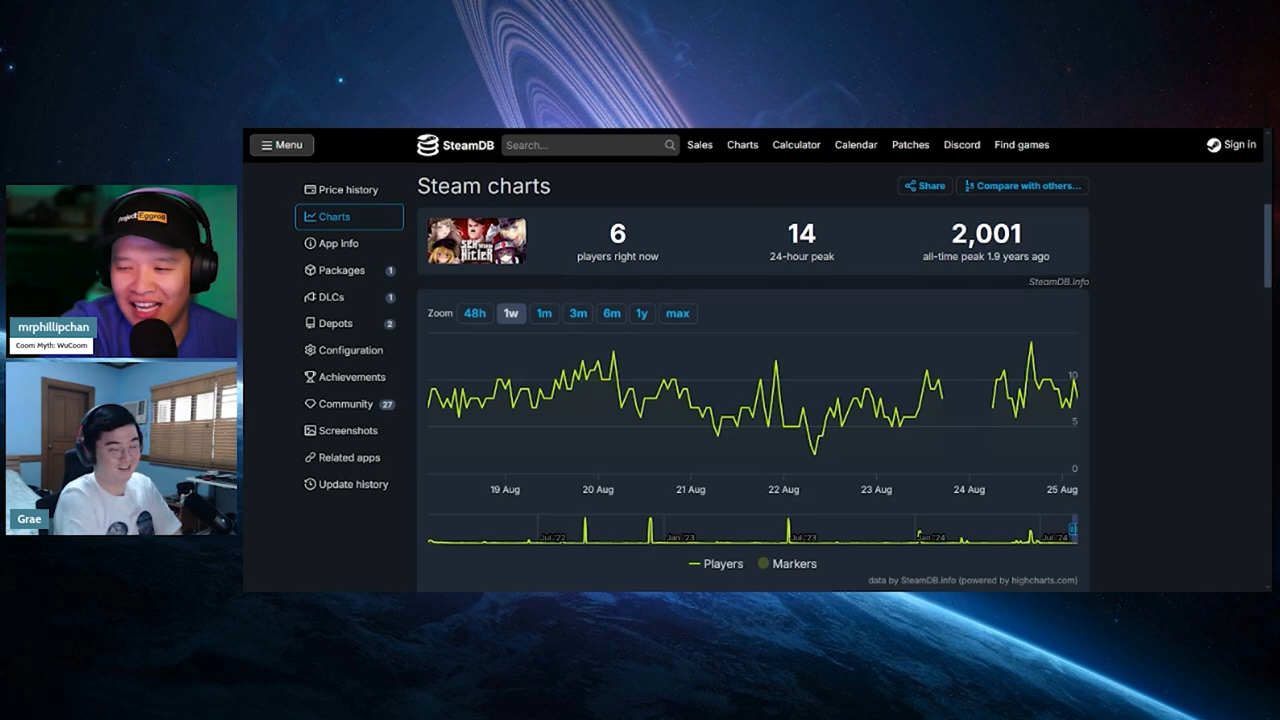 Menu
SteamDB
Search...
Sales
Charts
Calculator
Calendar
Patches
Discord
Find games
Sign in
Price history
Charts
App info
Packages 1
DLCs 1
Depots 2
Configuration
Achievements
Community 27
Screenshots
Related apps
Update history
Steam charts
Share
Compare with others...
SEX WITH HITLER
6
players right now
14
24-hour peak
2,001
all-time peak 1.9 years ago
SteamDB.info
Zoom 48h 1w 1m 3m 6m 1y max
10
5
0
19 Aug 20 Aug 21 Aug 22 Aug 23 Aug 24 Aug 25 Aug
Jul '22 Jan '23 Jul '23 Jan '24 Jul '24
Players Markers
data by SteamDB.info (powered by highcharts.com)
Project Eggroll
mrphillipchan
Coom Myth: WuCoom
Grae